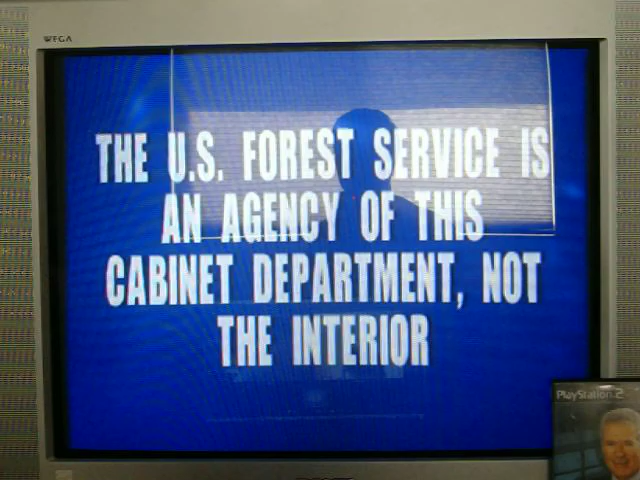 WEGA
THE U.S. FOREST SERVICE IS
AN AGENCY OF THIS
CABINET DEPARTMENT, NOT
THE INTERIOR
PlayStation.2